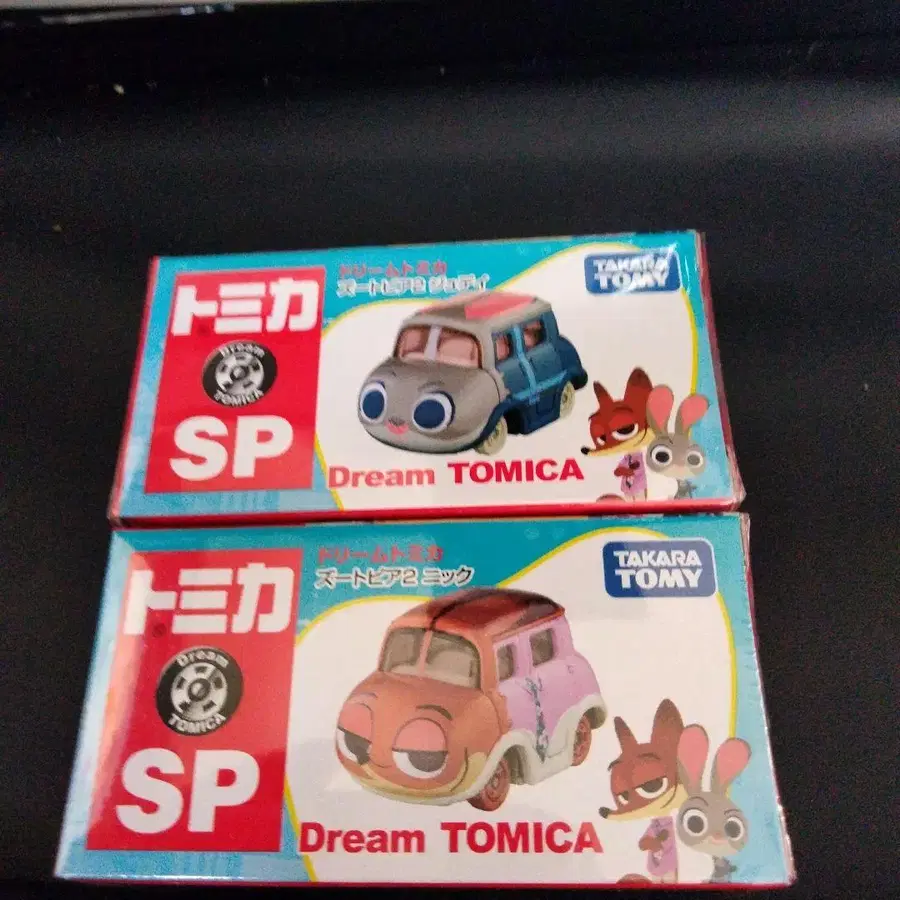 トミカ
Dream
TOMICA
SP
ドリームトミカ
ズートピア2 ジュディ
TAKARA
TOMY
Dream TOMICA
トミカ
Dream
TOMICA
SP
ドリームトミカ
ズートピア2 ニック
TAKARA
TOMY
Dream TOMICA